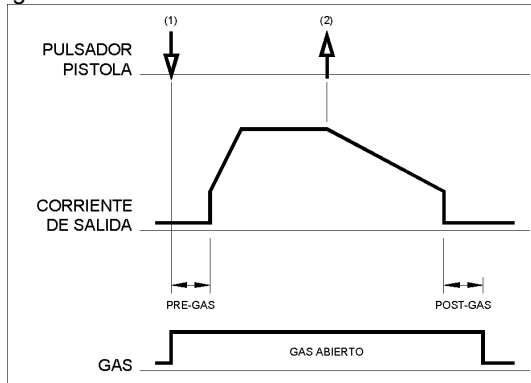 (1)
(2)
PULSADOR
PISTOLA
CORRIENTE
DE SALIDA
PRE-GAS
POST-GAS
GAS ABIERTO
GAS